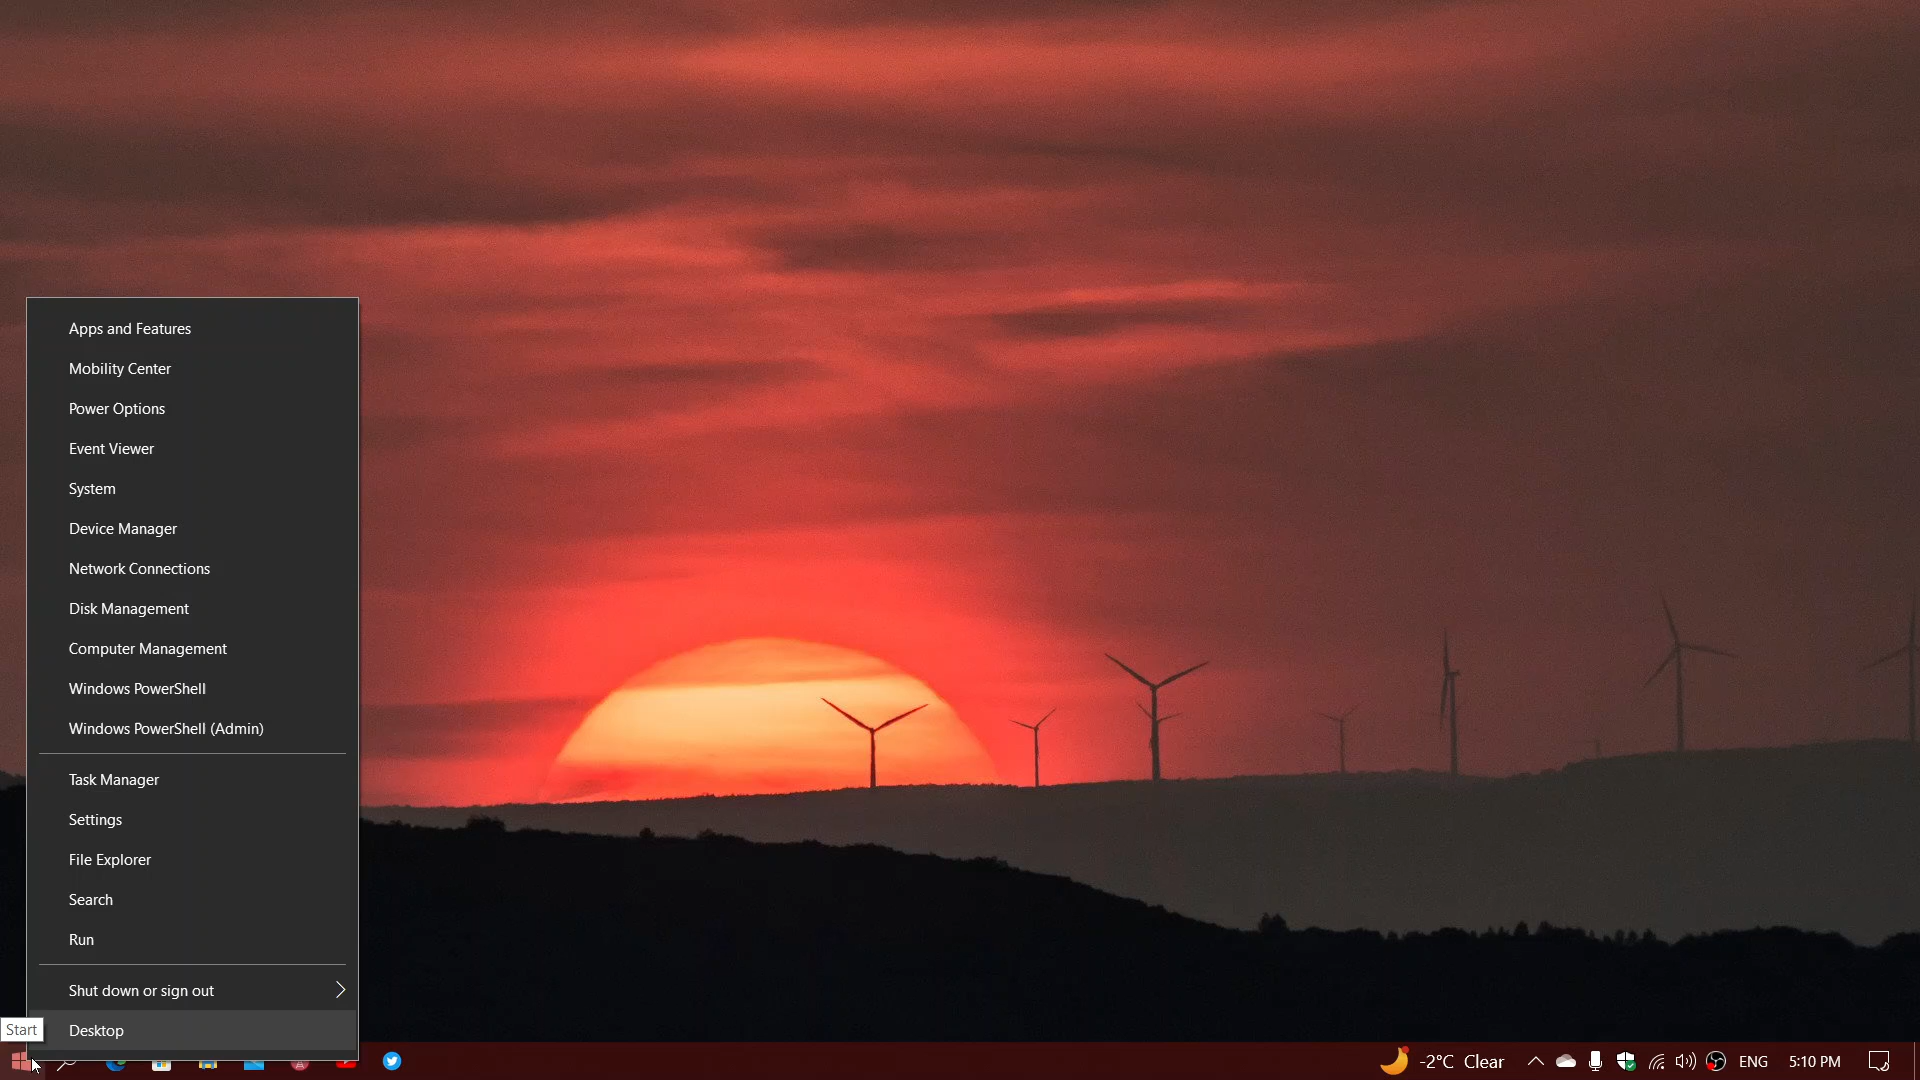 Apps and Features
Mobility Center
Power Options
Event Viewer
System
Device Manager
Network Connections
Disk Management
Computer Management
Windows PowerShell
Windows PowerShell (Admin)
Task Manager
Settings
File Explorer
Search
Run
Shut down or sign out
Desktop
Start
-2°C Clear
ENG
5:10 PM